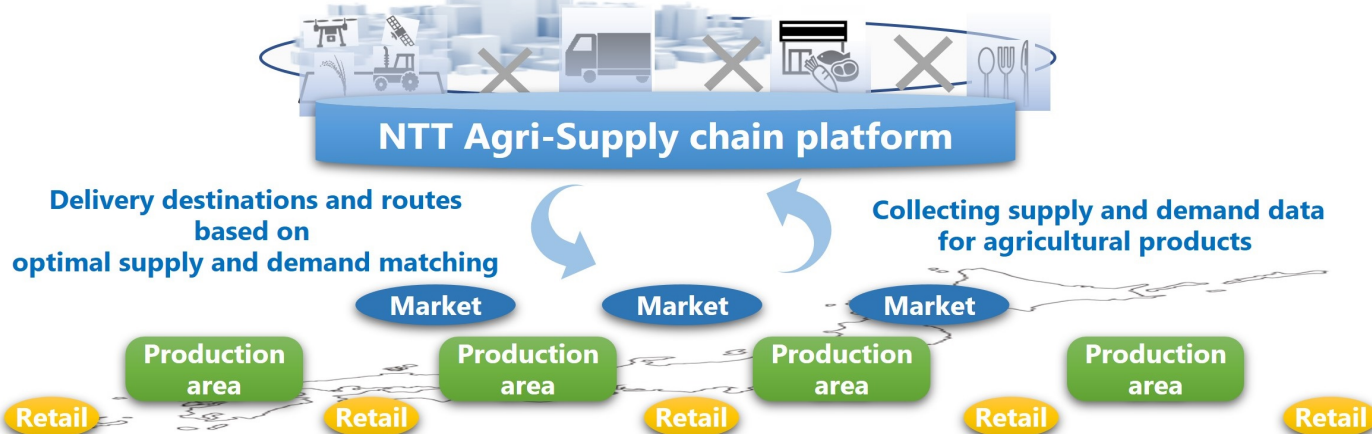 NTT Agri-Supply chain platform
Delivery destinations and routes
based on
optimal supply and demand matching
Collecting supply and demand data
for agricultural products
Market
Market
Market
Production
area
Production
area
Production
area
Production
area
Retail
Retail
Retail
Retail
Retail